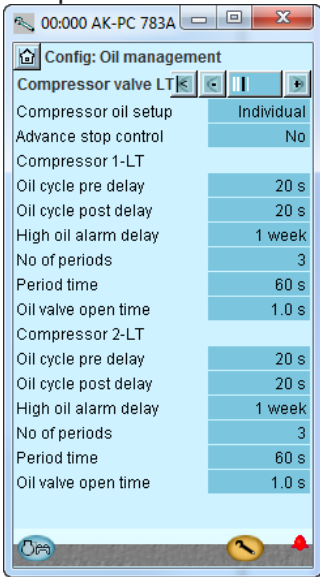 00:000 AK-PC 783A
Config: Oil management
Compressor valve LT
Compressor oil setup Individual
Advance stop control No
Compressor 1-LT
Oil cycle pre delay 20 s
Oil cycle post delay 20 s
High oil alarm delay 1 week
No of periods 3
Period time 60 s
Oil valve open time 1.0 s
Compressor 2-LT
Oil cycle pre delay 20 s
Oil cycle post delay 20 s
High oil alarm delay 1 week
No of periods 3
Period time 60 s
Oil valve open time 1.0 s